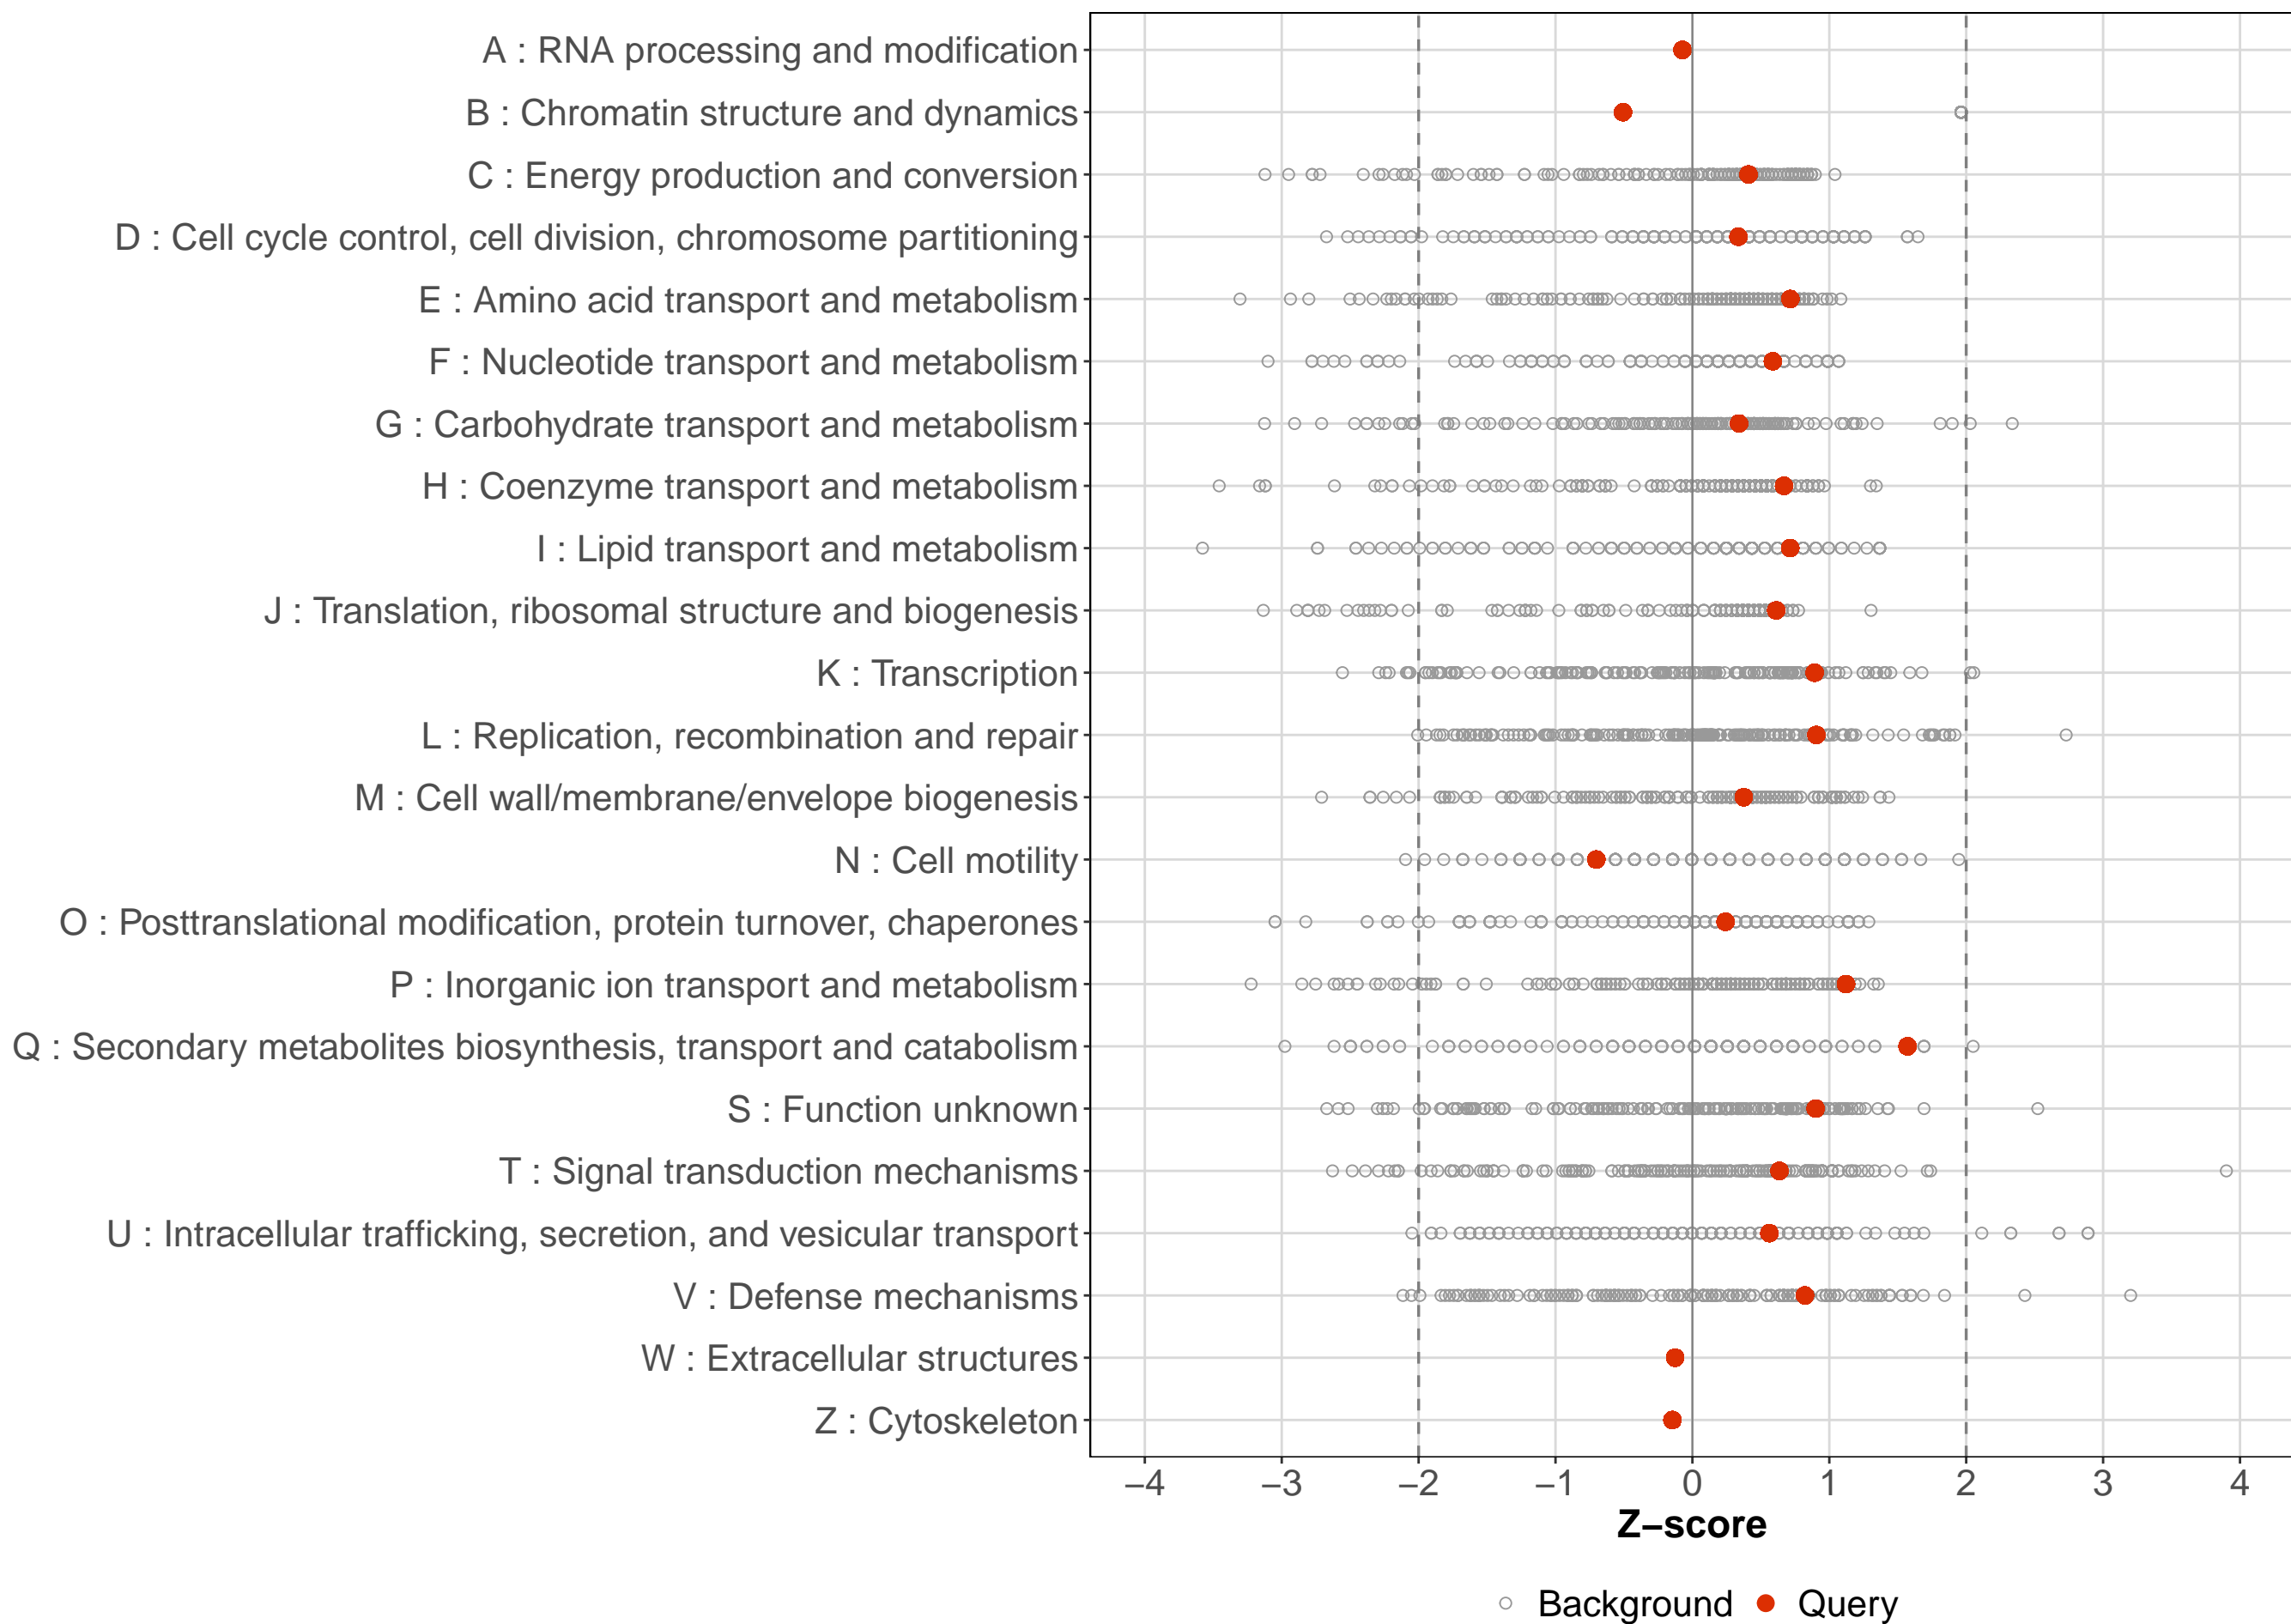 A : RNA processing and modification
B : Chromatin structure and dynamics
C : Energy production and conversion
D : Cell cycle control, cell division, chromosome partitioning
E : Amino acid transport and metabolism
F : Nucleotide transport and metabolism
G : Carbohydrate transport and metabolism
H : Coenzyme transport and metabolism
I : Lipid transport and metabolism
J : Translation, ribosomal structure and biogenesis
K : Transcription
L : Replication, recombination and repair
M : Cell wall/membrane/envelope biogenesis
N : Cell motility
O : Posttranslational modification, protein turnover, chaperones
P : Inorganic ion transport and metabolism
Q : Secondary metabolites biosynthesis, transport and catabolism
S : Function unknown
T : Signal transduction mechanisms
U : Intracellular trafficking, secretion, and vesicular transport
V : Defense mechanisms
W : Extracellular structures
Z : Cytoskeleton
−4 −3 −2 −1 0 1 2 3 4
Z−score
Background Query